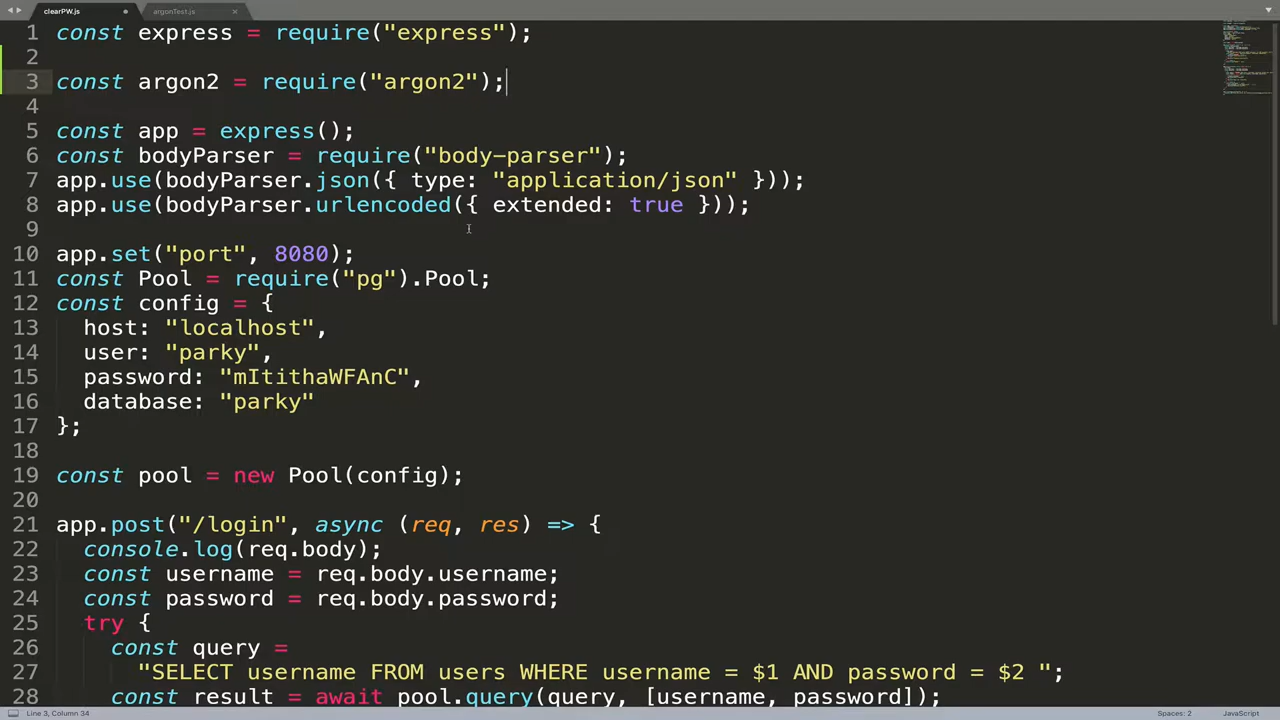 clearPW.js
argonTest.js
1 const express = require("express");
2
3 const argon2 = require("argon2");
4
5 const app = express();
6 const bodyParser = require("body-parser");
7 app.use(bodyParser.json({ type: "application/json" }));
8 app.use(bodyParser.urlencoded({ extended: true }));
9
10 app.set("port", 8080);
11 const Pool = require("pg").Pool;
12 const config = {
13   host: "localhost",
14   user: "parky",
15   password: "mItithaWFAnC",
16   database: "parky"
17 };
18
19 const pool = new Pool(config);
20
21 app.post("/login", async (req, res) => {
22   console.log(req.body);
23   const username = req.body.username;
24   const password = req.body.password;
25   try {
26     const query =
27       "SELECT username FROM users WHERE username = $1 AND password = $2 ";
28     const result = await pool.query(query, [username, password]);
Line 3, Column 34
Spaces: 2
JavaScript